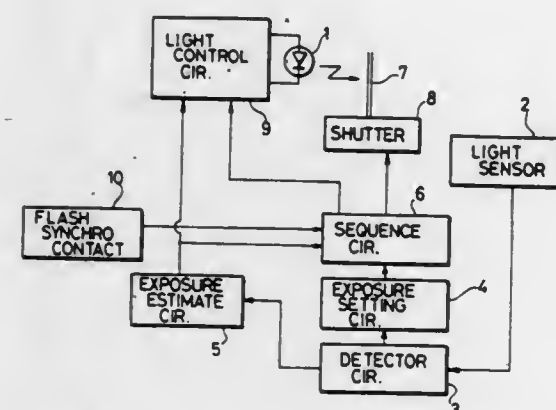 LIGHT
CONTROL
CIR.
1
7
9
8
SHUTTER
2
LIGHT
SENSOR
10
FLASH
SYNCHRO
CONTACT
6
SEQUENCE
CIR.
EXPOSURE
ESTIMATE
CIR.
5
EXPOSURE
SETTING
CIR.
4
DETECTOR
CIR.
3